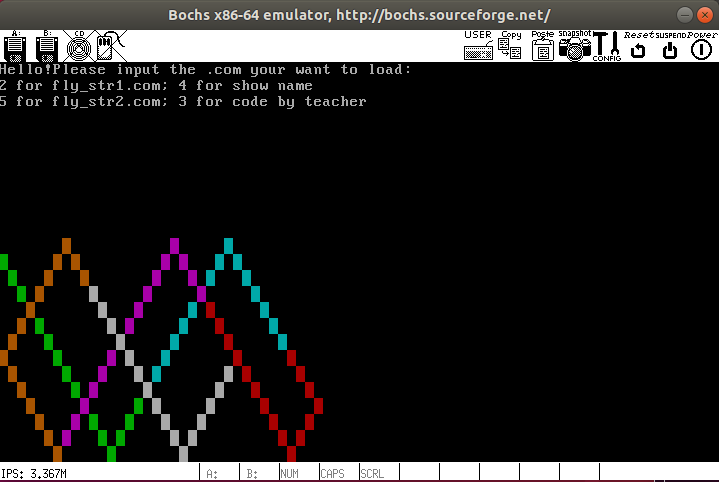 Bochs x86-64 emulator, http://bochs.sourceforge.net/
A: B: CD USER Copy Paste snapshot CONFIG Reset SUSPEND Power
Hello!Please input the .com your want to load:
2 for fly_str1.com; 4 for show name
5 for fly_str2.com; 3 for code by teacher
IPS: 3.367M A: B: NUM CAPS SCRL